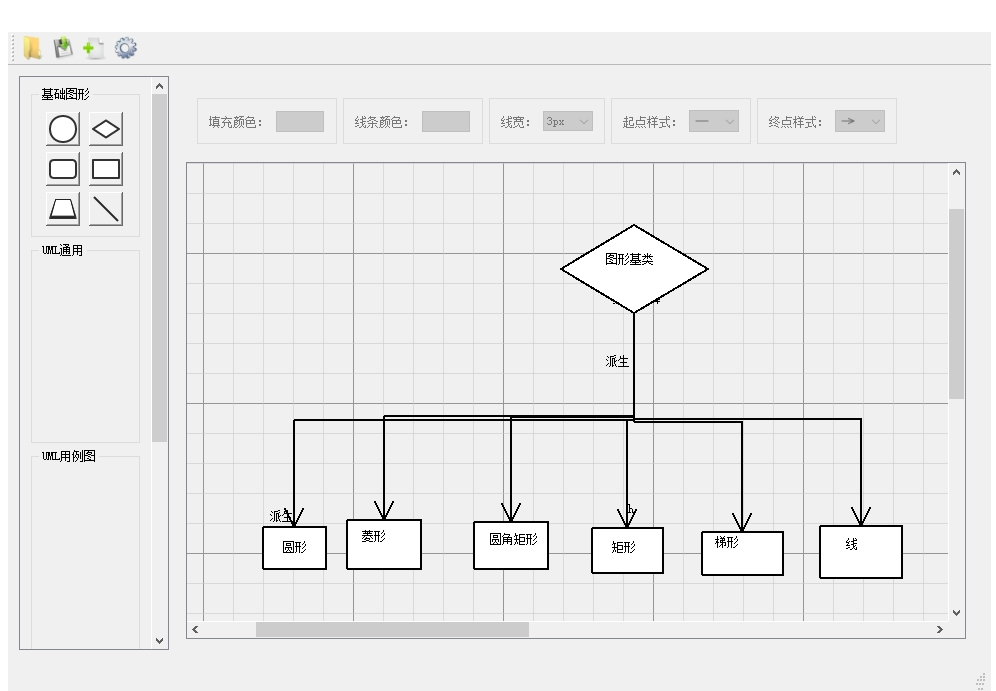 基础图形
填充颜色：
线条颜色：
线宽：
3px
起点样式：
终点样式：
UML通用
UML用例图
图形基类
派生
派生
圆形
菱形
圆角矩形
矩形
梯形
线